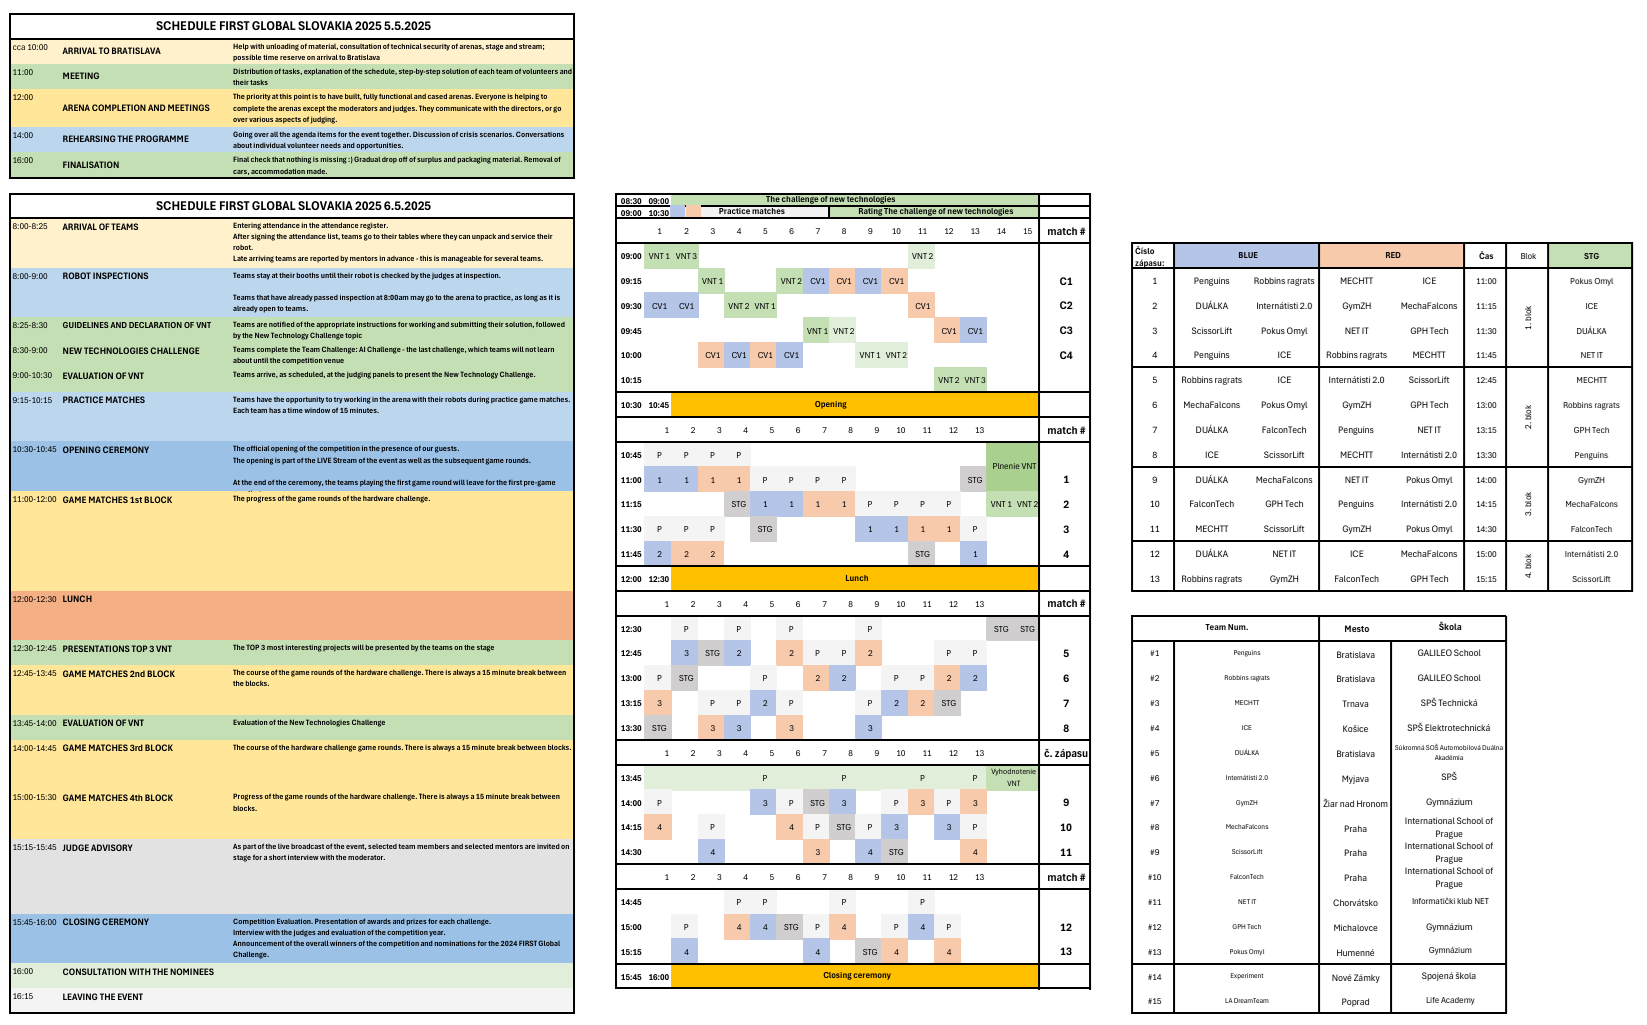 SCHEDULE FIRST GLOBAL SLOVAKIA 2025 5.5.2025
cca 10:00 ARRIVAL TO BRATISLAVA Help with unloading of material, consultation of technical security of arenas, stage and stream;
possible time reserve on arrival to Bratislava
11:00 MEETING Distribution of tasks, explanation of the schedule, step-by-step solution of each team of volunteers and
their tasks
12:00 ARENA COMPLETION AND MEETINGS The priority at this point is to have built, fully functional and cased arenas. Everyone is helping to
complete the arenas except the moderators and judges. They communicate with the directors, or go
over various aspects of judging.
14:00 REHEARSING THE PROGRAMME Going over all the agenda items for the event together. Discussion of crisis scenarios. Conversations
about individual volunteer needs and opportunities.
16:00 FINALISATION Final check that nothing is missing :) Gradual drop off of surplus and packaging material. Removal of
cars, accommodation made.
SCHEDULE FIRST GLOBAL SLOVAKIA 2025 6.5.2025
8:00-8:25 ARRIVAL OF TEAMS Entering attendance in the attendance register.
After signing the attendance list, teams go to their tables where they can unpack and service their
robot.
Late arriving teams are reported by mentors in advance - this is manageable for several teams.
8:00-9:00 ROBOT INSPECTIONS Teams stay at their booths until their robot is checked by the judges at inspection.
Teams that have already passed inspection at 8:00am may go to the arena to practice, as long as it is
already open to teams.
8:25-8:30 GUIDELINES AND DECLARATION OF VNT Teams are notified of the appropriate instructions for working and submitting their solution, followed
by the New Technology Challenge topic
8:30-9:00 NEW TECHNOLOGIES CHALLENGE Teams complete the Team Challenge: AI Challenge - the last challenge, which teams will not learn
about until the competition venue
9:00-10:30 EVALUATION OF VNT Teams arrive, as scheduled, at the judging panels to present the New Technology Challenge.
9:15-10:15 PRACTICE MATCHES Teams have the opportunity to try working in the arena with their robots during practice game matches.
Each team has a time window of 15 minutes.
10:30-10:45 OPENING CEREMONY The official opening of the competition in the presence of our guests.
The opening is part of the LIVE Stream of the event as well as the subsequent game rounds.
At the end of the ceremony, the teams playing the first game round will leave for the first pre-game
11:00-12:00 GAME MATCHES 1st BLOCK The progress of the game rounds of the hardware challenge.
12:00-12:30 LUNCH
12:30-12:45 PRESENTATIONS TOP 3 VNT The TOP 3 most interesting projects will be presented by the teams on the stage
12:45-13:45 GAME MATCHES 2nd BLOCK The course of the game rounds of the hardware challenge. There is always a 15 minute break between
the blocks.
13:45-14:00 EVALUATION OF VNT Evaluation of the New Technologies Challenge
14:00-14:45 GAME MATCHES 3rd BLOCK The course of the hardware challenge game rounds. There is always a 15 minute break between blocks.
15:00-15:30 GAME MATCHES 4th BLOCK Progress of the game rounds of the hardware challenge. There is always a 15 minute break between
blocks.
15:15-15:45 JUDGE ADVISORY As part of the live broadcast of the event, selected team members and selected mentors are invited on
stage for a short interview with the moderator.
15:45-16:00 CLOSING CEREMONY Competition Evaluation. Presentation of awards and prizes for each challenge.
Interview with the judges and evaluation of the competition year.
Announcement of the overall winners of the competition and nominations for the 2024 FIRST Global
Challenge.
16:00 CONSULTATION WITH THE NOMINEES
16:15 LEAVING THE EVENT
08:30 09:00 The challenge of new technologies
09:00 10:30 Practice matches Rating The challenge of new technologies
1 2 3 4 5 6 7 8 9 10 11 12 13 14 15 match #
09:00 VNT 1 VNT 3 VNT 2
09:15 VNT 1 VNT 2 CV1 CV1 CV1 CV1 C1
09:30 CV1 CV1 VNT 2 VNT 1 CV1 C2
09:45 VNT 1 VNT 2 CV1 CV1 C3
10:00 CV1 CV1 CV1 CV1 VNT 1 VNT 2 C4
10:15 VNT 2 VNT 3
10:30 10:45 Opening
1 2 3 4 5 6 7 8 9 10 11 12 13 match #
10:45 P P P P Plnenie VNT
11:00 1 1 1 1 P P P P STG 1
11:15 STG 1 1 1 1 P P P P VNT 1 VNT 2 2
11:30 P P P STG 1 1 1 1 P 3
11:45 2 2 2 STG 1 4
12:00 12:30 Lunch
1 2 3 4 5 6 7 8 9 10 11 12 13 match #
12:30 P P P P STG STG
12:45 3 STG 2 2 P P 2 P P 5
13:00 P STG P 2 2 P P 2 2 6
13:15 3 P P 2 P P 2 2 STG 7
13:30 STG 3 3 3 3 8
1 2 3 4 5 6 7 8 9 10 11 12 13 č. zápasu
13:45 P P P P Vyhodnotenie
VNT
14:00 P 3 P STG 3 P 3 P 3 9
14:15 4 P 4 P STG P 3 3 P 10
14:30 4 3 4 STG 4 11
1 2 3 4 5 6 7 8 9 10 11 12 13 match #
14:45 P P P P
15:00 P 4 4 STG P 4 P 4 P 12
15:15 4 4 STG 4 4 13
15:45 16:00 Closing ceremony
Číslo
zápasu: BLUE RED Čas Blok STG
1 Penguins Robbins ragrats MECHTT ICE 11:00 Pokus Omyl
2 DUÁLKA Internátisti 2.0 GymZH MechaFalcons 11:15 ICE
1. blok
3 ScissorLift Pokus Omyl NET IT GPH Tech 11:30 DUÁLKA
4 Penguins ICE Robbins ragrats MECHTT 11:45 NET IT
5 Robbins ragrats ICE Internátisti 2.0 ScissorLift 12:45 MECHTT
6 MechaFalcons Pokus Omyl GymZH GPH Tech 13:00 Robbins ragrats
2. blok
7 DUÁLKA FalconTech Penguins NET IT 13:15 GPH Tech
8 ICE ScissorLift MECHTT Internátisti 2.0 13:30 Penguins
9 DUÁLKA MechaFalcons NET IT Pokus Omyl 14:00 GymZH
10 FalconTech GPH Tech Penguins Internátisti 2.0 14:15 3. blok MechaFalcons
11 MECHTT ScissorLift GymZH Pokus Omyl 14:30 FalconTech
12 DUÁLKA NET IT ICE MechaFalcons 15:00 Internátisti 2.0
4. blok
13 Robbins ragrats GymZH FalconTech GPH Tech 15:15 ScissorLift
Team Num. Mesto Škola
#1 Penguins Bratislava GALILEO School
#2 Robbins ragrats Bratislava GALILEO School
#3 MECHTT Trnava SPŠ Technická
#4 ICE Košice SPŠ Elektrotechnická
#5 DUÁLKA Bratislava Súkromná SOŠ Automobilová Duálna
Akadémia
#6 Internátisti 2.0 Myjava SPŠ
#7 GymZH Žiar nad Hronom Gymnázium
#8 MechaFalcons Praha International School of
Prague
#9 ScissorLift Praha International School of
Prague
#10 FalconTech Praha International School of
Prague
#11 NET IT Chorvátsko Informatički klub NET
#12 GPH Tech Michalovce Gymnázium
#13 Pokus Omyl Humenné Gymnázium
#14 Experiment Nové Zámky Spojená škola
#15 LA DreamTeam Poprad Life Academy